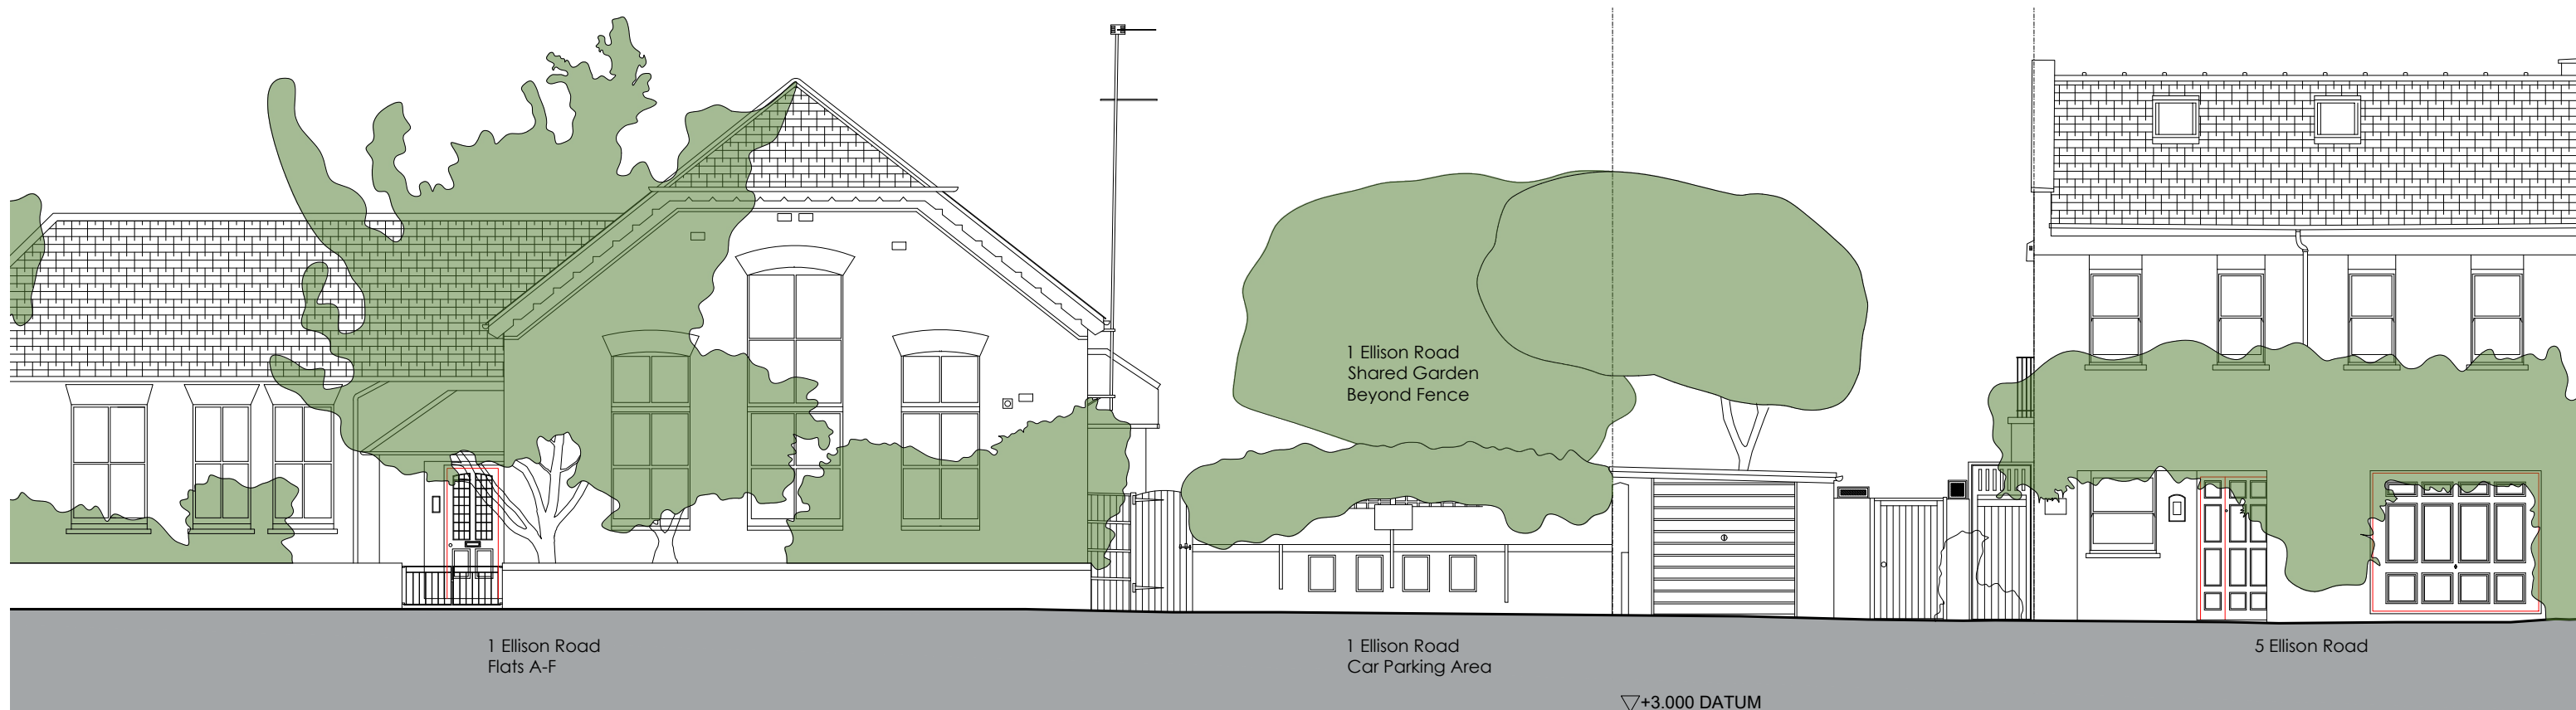 1 Ellison Road
Shared Garden
Beyond Fence
1 Ellison Road
Flats A-F
1 Ellison Road
Car Parking Area
5 Ellison Road
+3.000 DATUM